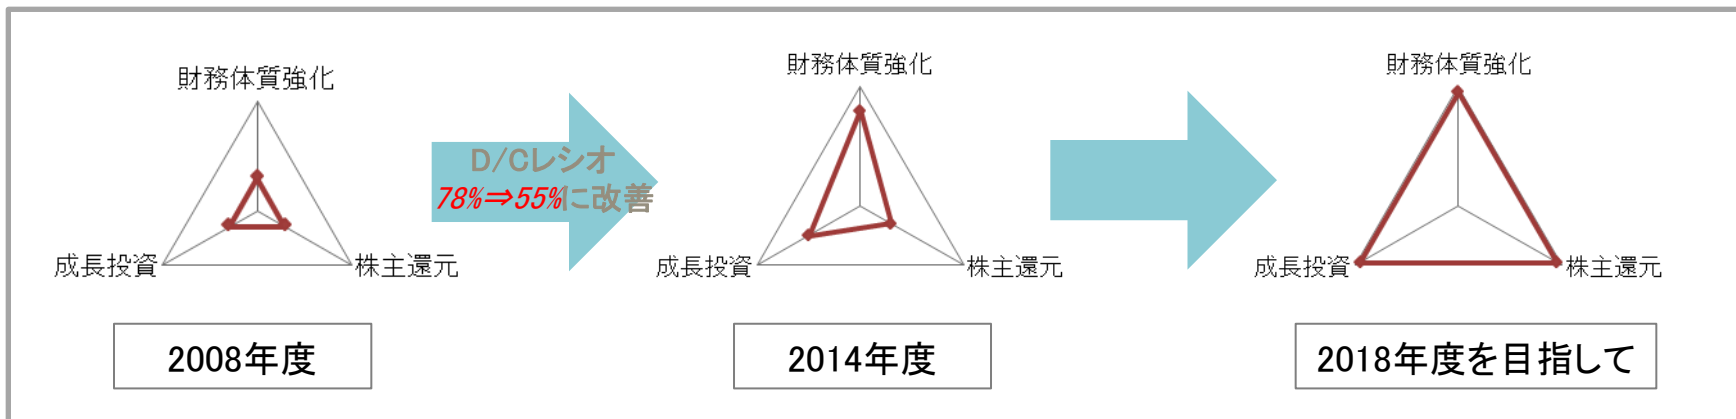 財務体質強化
成長投資
株主還元
2008年度
D/Cレシオ
78%⇒55%に改善
財務体質強化
成長投資
株主還元
2014年度
財務体質強化
成長投資
株主還元
2018年度を目指して